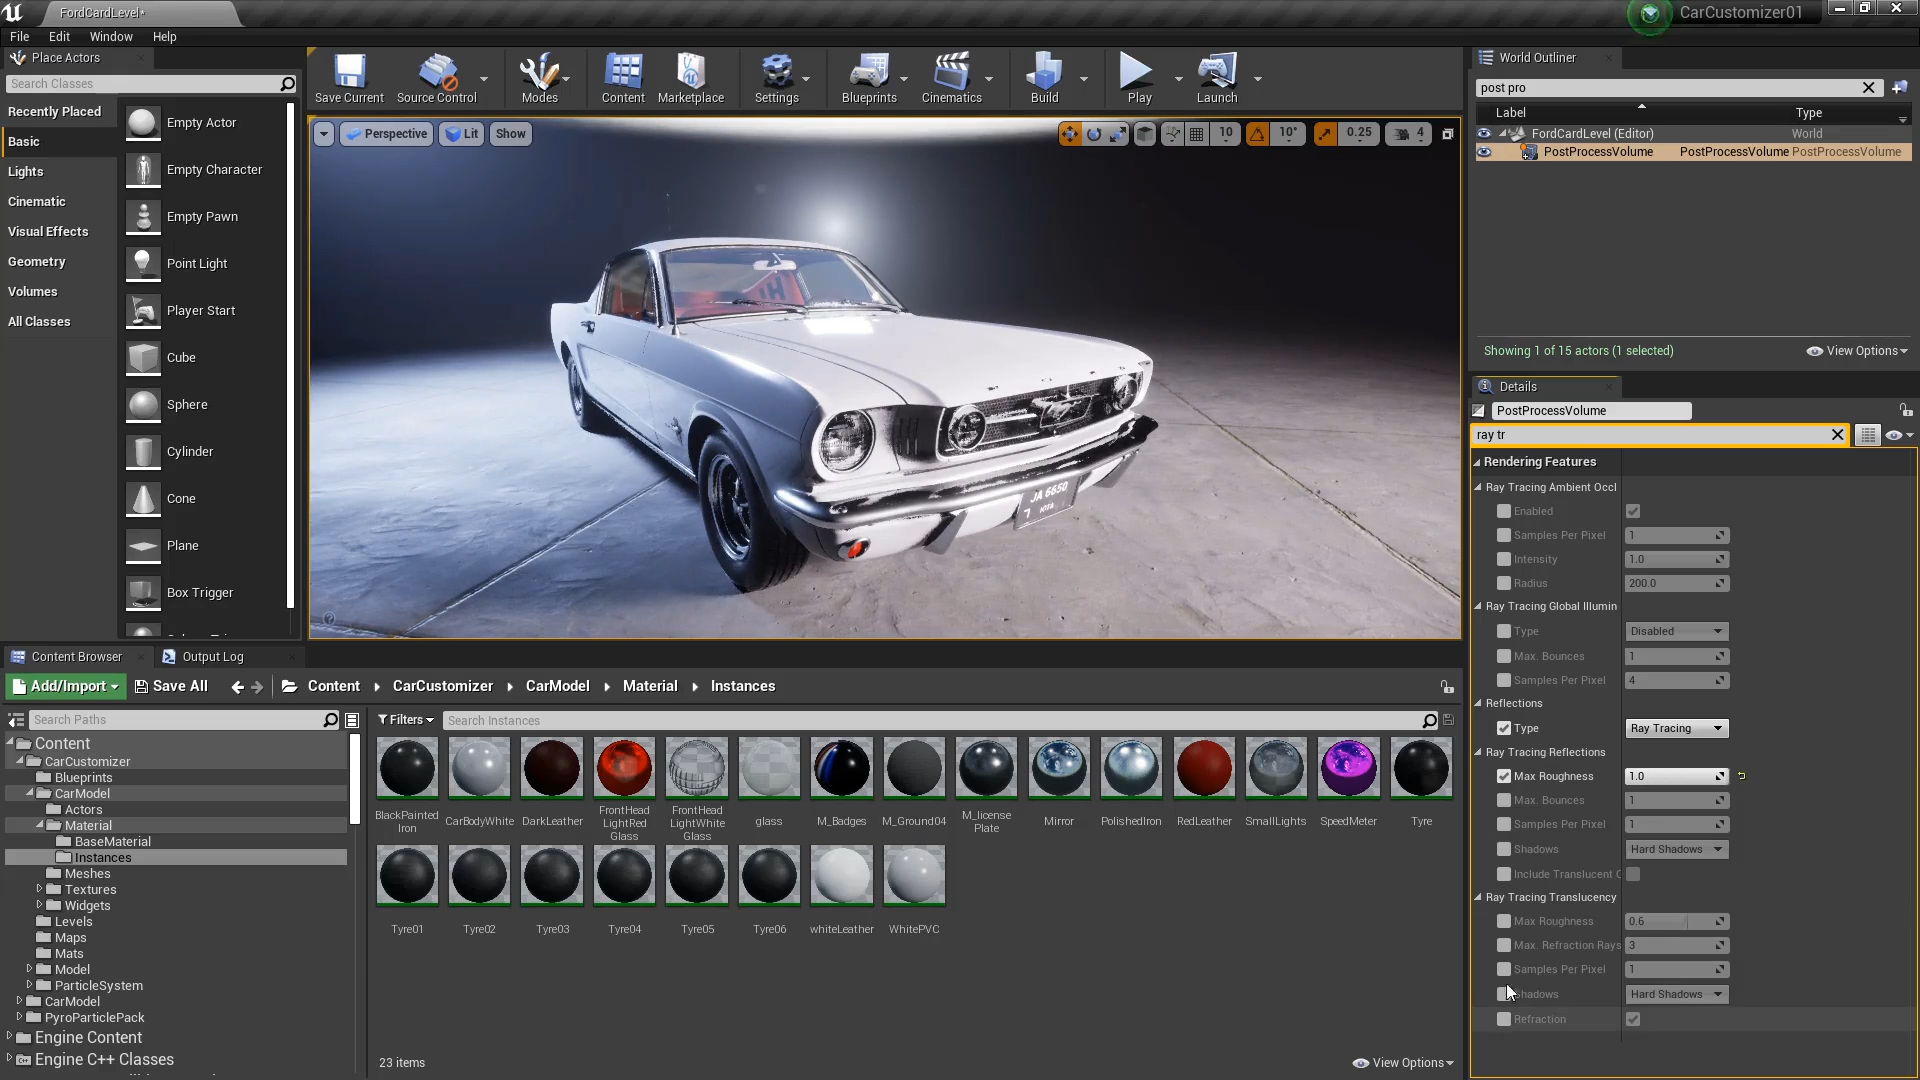 FordCardLevel*
CarCustomizer01
File Edit Window Help
Place Actors
Search Classes
Recently Placed
Basic
Lights
Cinematic
Visual Effects
Geometry
Volumes
All Classes
Empty Actor
Empty Character
Empty Pawn
Point Light
Player Start
Cube
Sphere
Cylinder
Cone
Plane
Box Trigger
Save Current Source Control Modes Content Marketplace Settings Blueprints Cinematics Build Play Launch
Perspective Lit Show
10 10° 0.25 4
JA 6650
World Outliner
post pro
Label Type
FordCardLevel (Editor) World
PostProcessVolume PostProcessVolume PostProcessVolume
Showing 1 of 15 actors (1 selected) View Options
Details
PostProcessVolume
ray tr
Rendering Features
Ray Tracing Ambient Occl
Enabled
Samples Per Pixel 1
Intensity 1.0
Radius 200.0
Ray Tracing Global Illumin
Type Disabled
Max. Bounces 1
Samples Per Pixel 4
Reflections
Type Ray Tracing
Ray Tracing Reflections
Max Roughness 1.0
Max. Bounces 1
Samples Per Pixel 1
Shadows Hard Shadows
Include Translucent
Ray Tracing Translucency
Max Roughness 0.6
Max. Refraction Rays 3
Samples Per Pixel 1
Shadows Hard Shadows
Refraction
Content Browser Output Log
Add/Import Save All Content CarCustomizer CarModel Material Instances
Search Paths
Filters Search Instances
Content
CarCustomizer
Blueprints
CarModel
Actors
Material
BaseMaterial
Instances
Meshes
Textures
Widgets
Levels
Maps
Mats
Model
ParticleSystem
CarModel
PyroParticlePack
Engine Content
Engine C++ Classes
BlackPainted
Iron
CarBodyWhite
DarkLeather
FrontHead
LightRed
Glass
FrontHead
LightWhite
Glass
glass
M_Badges
M_Ground04
M_license
Plate
Mirror
PolishedIron
RedLeather
SmallLights
SpeedMeter
Tyre
Tyre01 Tyre02 Tyre03 Tyre04 Tyre05 Tyre06 whiteLeather WhitePVC
23 items View Options